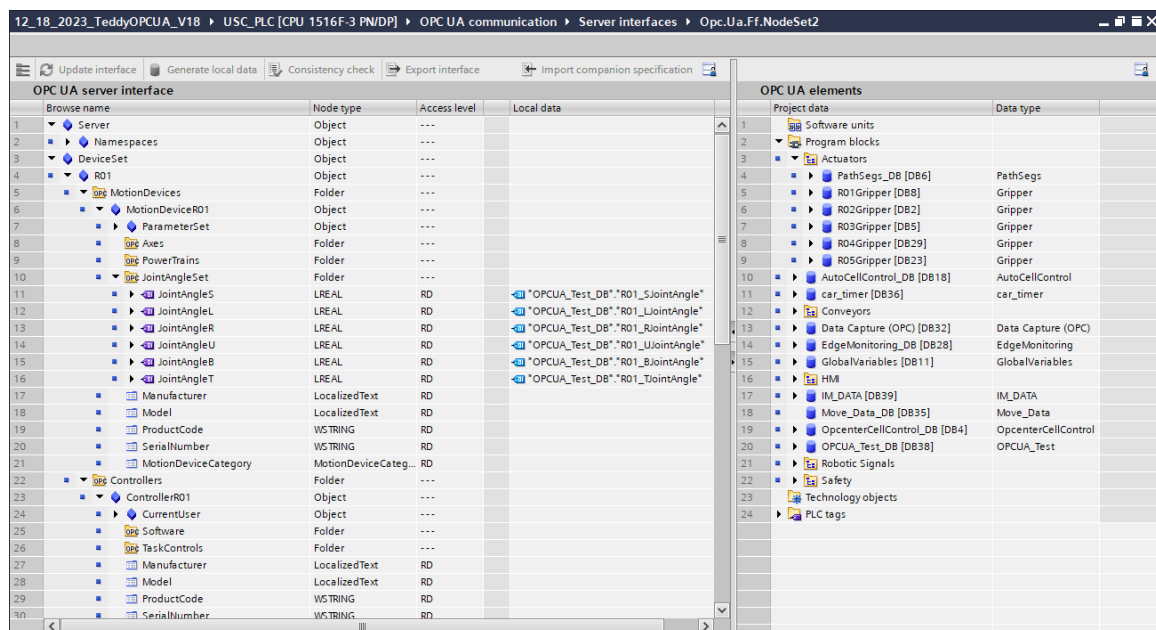 12_18_2023_TeddyOPCUA_V18 ▸ USC_PLC [CPU 1516F-3 PN/DP] ▸ OPC UA communication ▸ Server interfaces ▸ Opc.Ua.Ff.NodeSet2
Update interface Generate local data Consistency check Export interface Import companion specification
OPC UA server interface
Browse name Node type Access level Local data
1 Server Object ---
2 Namespaces Object ---
3 DeviceSet Object ---
4 R01 Object ---
5 MotionDevices Folder ---
6 MotionDeviceR01 Object ---
7 ParameterSet Object ---
8 Axes Folder ---
9 PowerTrains Folder ---
10 JointAngleSet Folder ---
11 JointAngleS LREAL RD "OPCUA_Test_DB"."R01_SJointAngle"
12 JointAngleL LREAL RD "OPCUA_Test_DB"."R01_LJointAngle"
13 JointAngleR LREAL RD "OPCUA_Test_DB"."R01_RJointAngle"
14 JointAngleU LREAL RD "OPCUA_Test_DB"."R01_UJointAngle"
15 JointAngleB LREAL RD "OPCUA_Test_DB"."R01_BJointAngle"
16 JointAngleT LREAL RD "OPCUA_Test_DB"."R01_TJointAngle"
17 Manufacturer LocalizedText RD
18 Model LocalizedText RD
19 ProductCode WSTRING RD
20 SerialNumber WSTRING RD
21 MotionDeviceCategory MotionDeviceCateg... RD
22 Controllers Folder ---
23 ControllerR01 Object ---
24 CurrentUser Object ---
25 Software Folder ---
26 TaskControls Folder ---
27 Manufacturer LocalizedText RD
28 Model LocalizedText RD
29 ProductCode WSTRING RD
30 SerialNumber WSTRING RD
OPC UA elements
Project data Data type
1 Software units
2 Program blocks
3 Actuators
4 PathSegs_DB [DB6] PathSegs
5 R01Gripper [DB8] Gripper
6 R02Gripper [DB2] Gripper
7 R03Gripper [DB5] Gripper
8 R04Gripper [DB29] Gripper
9 R05Gripper [DB23] Gripper
10 AutoCellControl_DB [DB18] AutoCellControl
11 car_timer [DB36] car_timer
12 Conveyors
13 Data Capture (OPC) [DB32] Data Capture (OPC)
14 EdgeMonitoring_DB [DB28] EdgeMonitoring
15 GlobalVariables [DB11] GlobalVariables
16 HMI
17 IM_DATA [DB39] IM_DATA
18 Move_Data_DB [DB35] Move_Data
19 OpcenterCellControl_DB [DB4] OpcenterCellControl
20 OPCUA_Test_DB [DB38] OPCUA_Test
21 Robotic Signals
22 Safety
23 Technology objects
24 PLC tags